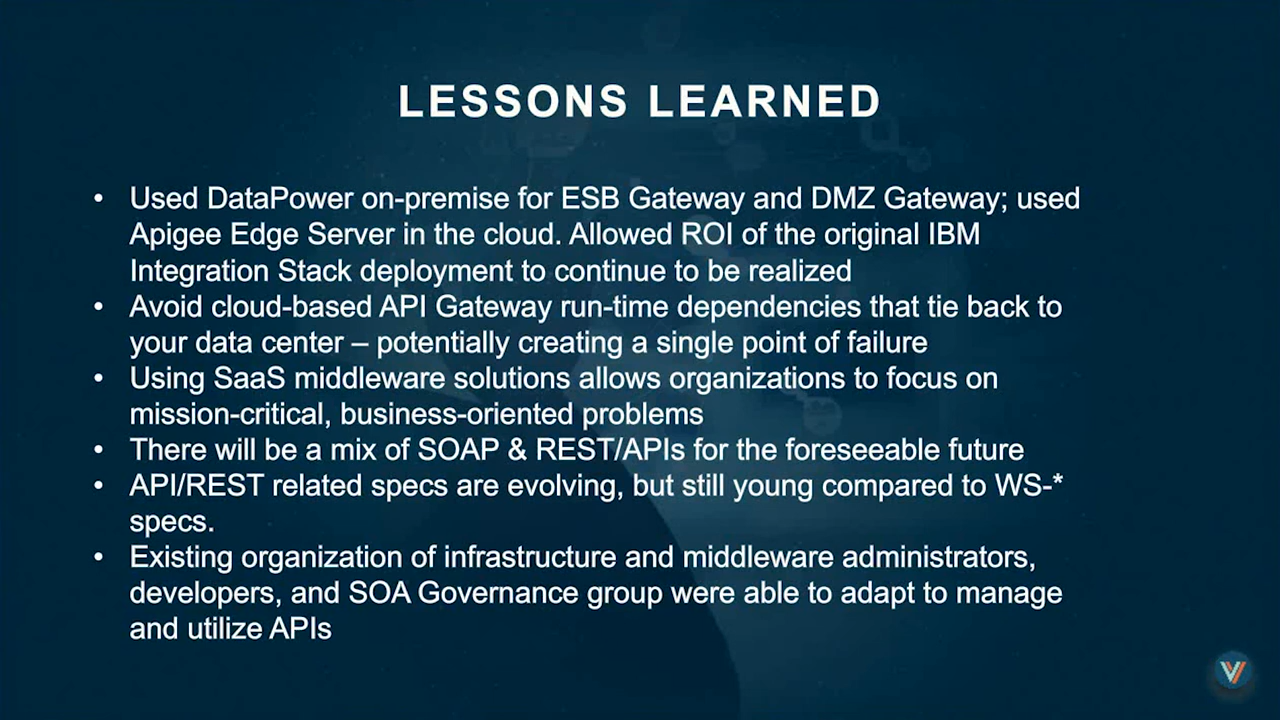 LESSONS LEARNED
• Used DataPower on-premise for ESB Gateway and DMZ Gateway; used
Apigee Edge Server in the cloud. Allowed ROI of the original IBM
Integration Stack deployment to continue to be realized
• Avoid cloud-based API Gateway run-time dependencies that tie back to
your data center – potentially creating a single point of failure
• Using SaaS middleware solutions allows organizations to focus on
mission-critical, business-oriented problems
• There will be a mix of SOAP & REST/APIs for the foreseeable future
• API/REST related specs are evolving, but still young compared to WS-*
specs.
• Existing organization of infrastructure and middleware administrators,
developers, and SOA Governance group were able to adapt to manage
and utilize APIs